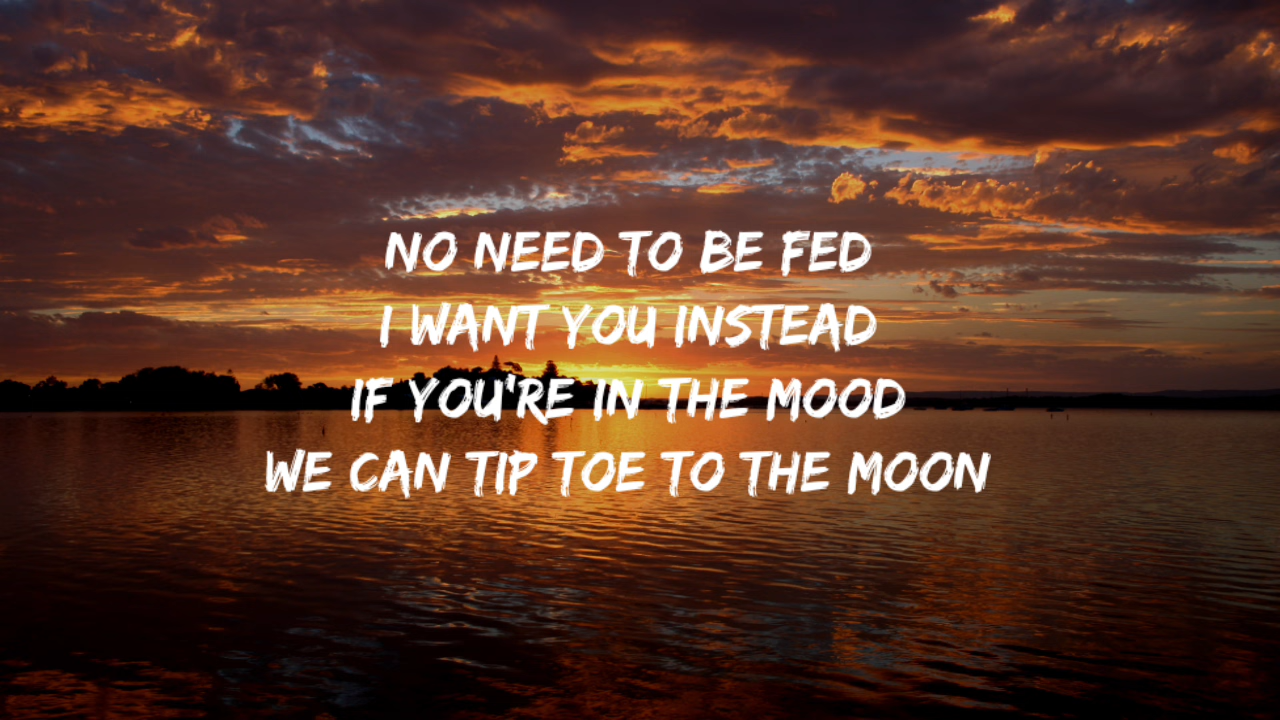 NO NEED TO BE FED
I WANT YOU INSTEAD
IF YOU'RE IN THE MOOD
WE CAN TIP TOE TO THE MOON